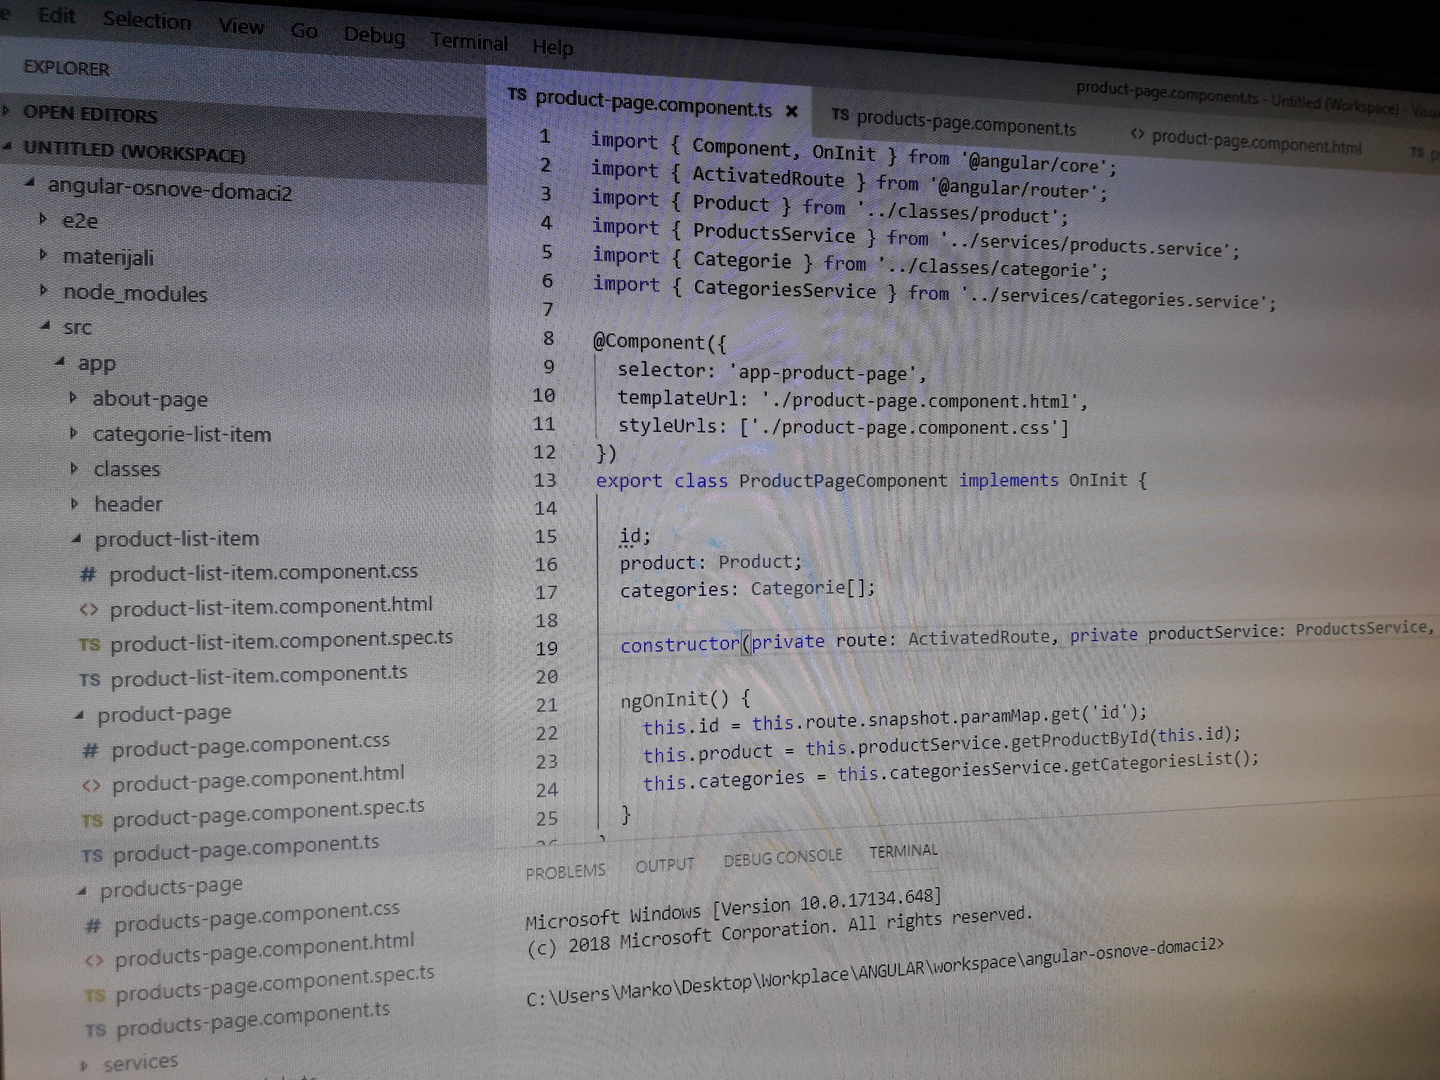 Edit Selection View Go Debug Terminal Help
product-page.component.ts - Untitled (Workspace) -
EXPLORER
OPEN EDITORS
UNTITLED (WORKSPACE)
angular-osnove-domaci2
e2e
materijali
node_modules
src
app
about-page
categorie-list-item
classes
header
product-list-item
# product-list-item.component.css
<> product-list-item.component.html
TS product-list-item.component.spec.ts
TS product-list-item.component.ts
product-page
# product-page.component.css
<> product-page.component.html
TS product-page.component.spec.ts
TS product-page.component.ts
products-page
# products-page.component.css
<> products-page.component.html
TS products-page.component.spec.ts
TS products-page.component.ts
services
TS product-page.component.ts × TS products-page.component.ts <> product-page.component.html TS
1 import { Component, OnInit } from '@angular/core';
2 import { ActivatedRoute } from '@angular/router';
3 import { Product } from '../classes/product';
4 import { ProductsService } from '../services/products.service';
5 import { Categorie } from '../classes/categorie';
6 import { CategoriesService } from '../services/categories.service';
7
8 @Component({
9 selector: 'app-product-page',
10 templateUrl: './product-page.component.html',
11 styleUrls: ['./product-page.component.css']
12 })
13 export class ProductPageComponent implements OnInit {
14
15 id;
16 product: Product;
17 categories: Categorie[];
18
19 constructor(private route: ActivatedRoute, private productService: ProductsService,
20
21 ngOnInit() {
22 this.id = this.route.snapshot.paramMap.get('id');
23 this.product = this.productService.getProductById(this.id);
24 this.categories = this.categoriesService.getCategoriesList();
25 }
PROBLEMS OUTPUT DEBUG CONSOLE TERMINAL
Microsoft Windows [Version 10.0.17134.648]
(c) 2018 Microsoft Corporation. All rights reserved.
C:\Users\Marko\Desktop\Workplace\ANGULAR\workspace\angular-osnove-domaci2>